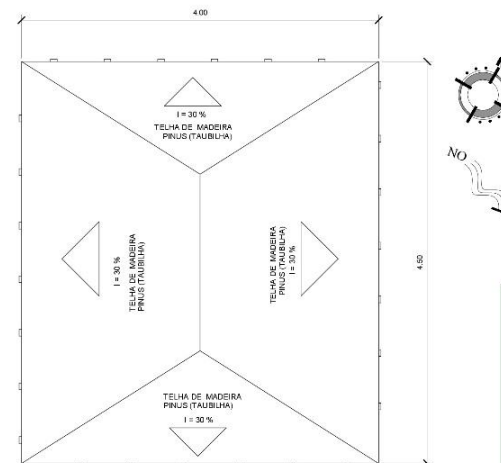 4.00
I = 30 %
TELHA DE MADEIRA
PINUS (TAUBILHA)
NO
I = 30 %
TELHA DE MADEIRA
PINUS (TAUBILHA)
TELHA DE MADEIRA
PINUS (TAUBILHA)
I = 30 %
4.50
TELHA DE MADEIRA
PINUS (TAUBILHA)
I = 30 %